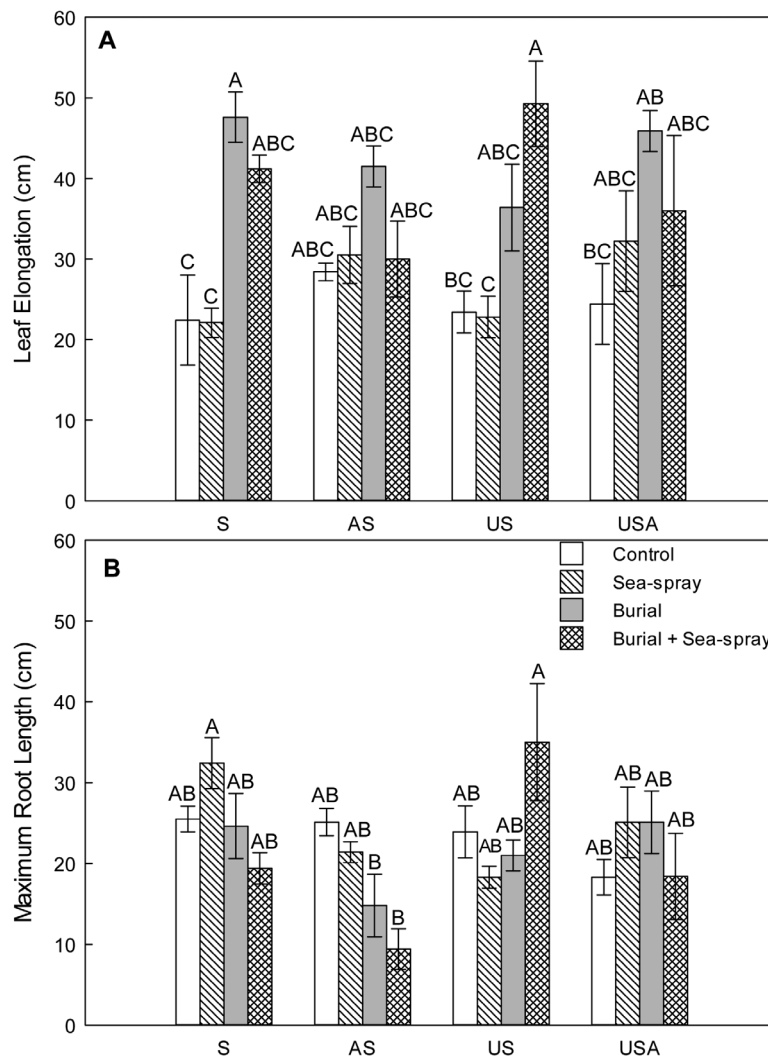 60
A
Leaf Elongation (cm)
50
40
30
20
10
0
C
C
A
ABC
ABC
ABC
ABC
ABC
BC
C
ABC
A
BC
ABC
AB
ABC
S AS US USA
60
B
Maximum Root Length (cm)
50
40
30
20
10
0
Control
Sea-spray
Burial
Burial + Sea-spray
AB
A
AB
AB
AB
AB
B
B
AB
AB
AB
A
AB
AB
AB
AB
S AS US USA